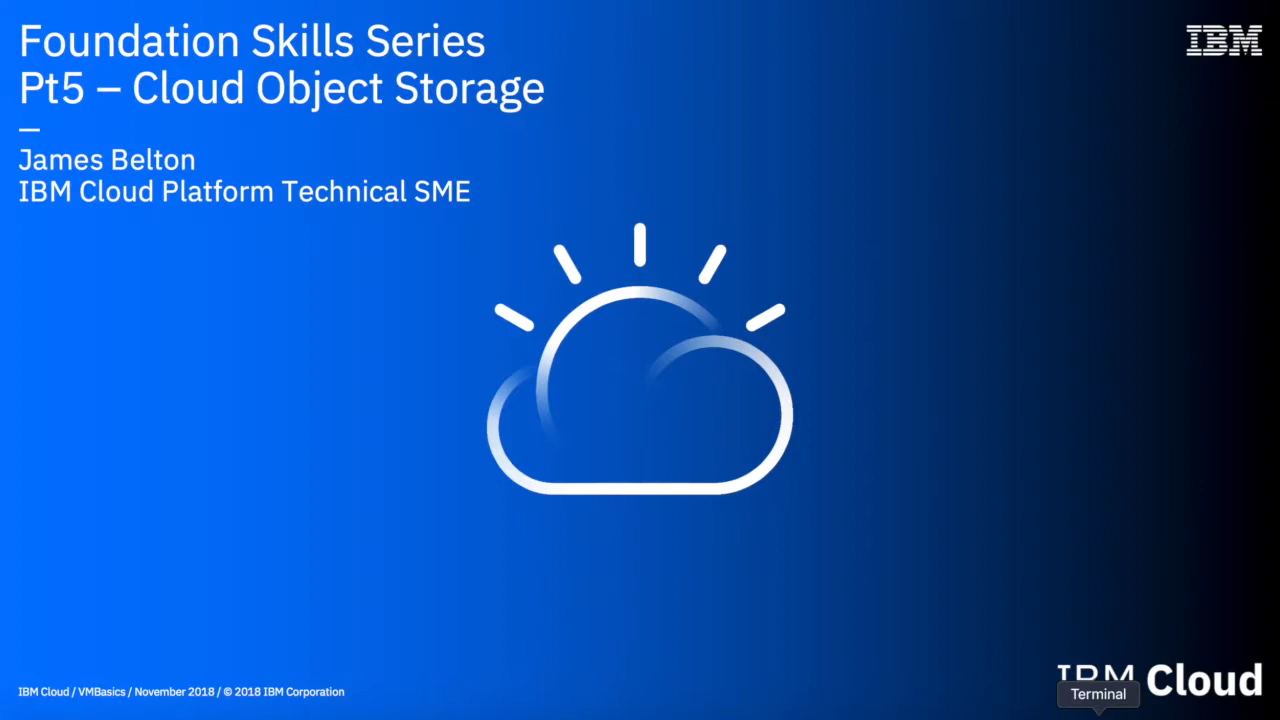 Foundation Skills Series
IBM
Pt5 – Cloud Object Storage
—
James Belton
IBM Cloud Platform Technical SME
IBM Cloud
Terminal
IBM Cloud / VMBasics / November 2018 / © 2018 IBM Corporation